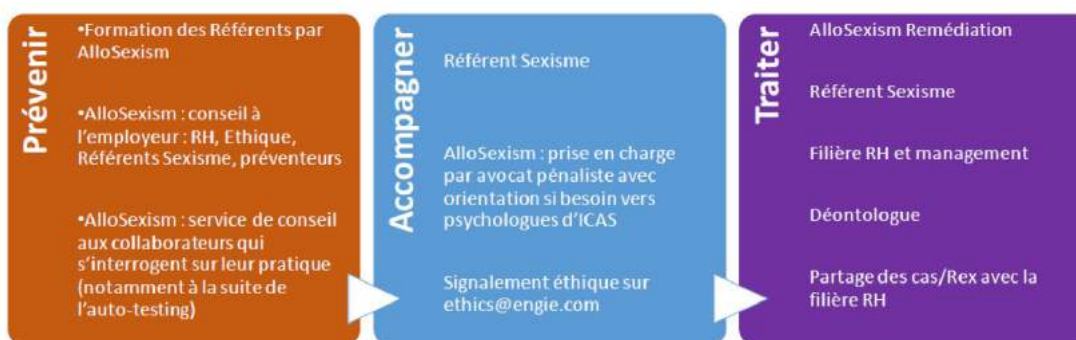 Prévenir
•Formation des Référents par
AlloSexism
•AlloSexism : conseil à
l'employeur : RH, Ethique,
Référents Sexisme, préventeurs
•AlloSexism : service de conseil
aux collaborateurs qui
s'interrogent sur leur pratique
(notamment à la suite de
l'auto-testing)
Accompagner
Référent Sexisme
AlloSexism : prise en charge
par avocat pénaliste avec
orientation si besoin vers
psychologues d'ICAS
Signalement éthique sur
ethics@engie.com
Traiter
AlloSexism Remédiation
Référent Sexisme
Filière RH et management
Déontologue
Partage des cas/Rex avec la
filière RH